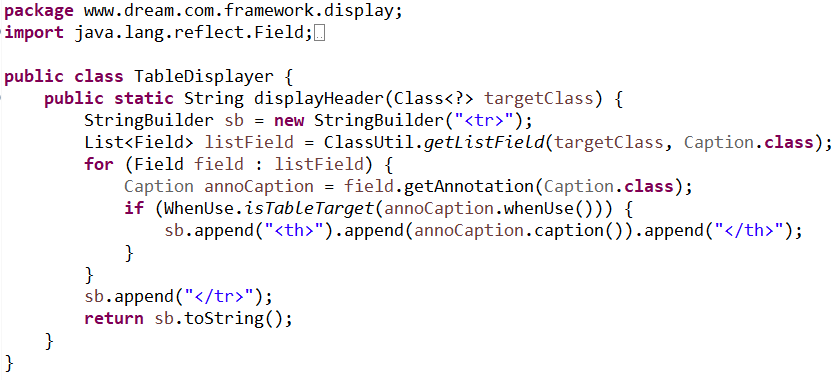 package www.dream.com.framework.display;
import java.lang.reflect.Field;

public class TableDisplayer {
    public static String displayHeader(Class<?> targetClass) {
        StringBuilder sb = new StringBuilder("<tr>");
        List<Field> listField = ClassUtil.getListField(targetClass, Caption.class);
        for (Field field : listField) {
            Caption annoCaption = field.getAnnotation(Caption.class);
            if (WhenUse.isTableTarget(annoCaption.whenUse())) {
                sb.append("<th>").append(annoCaption.caption()).append("</th>");
            }
        }
        sb.append("</tr>");
        return sb.toString();
    }
}